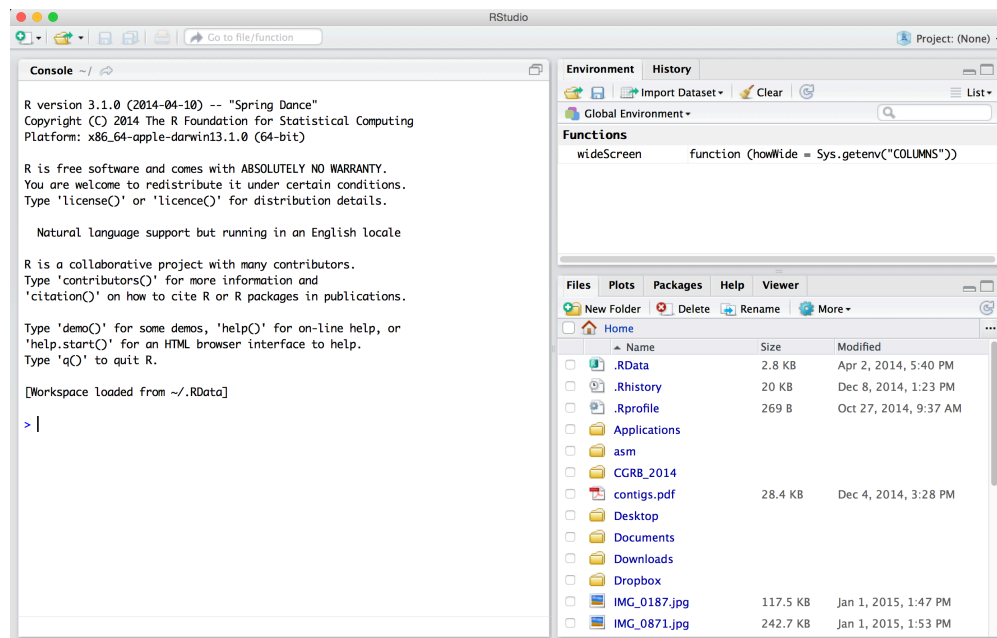 RStudio
Go to file/function
Project: (None)
Console ~/
R version 3.1.0 (2014-04-10) -- "Spring Dance"
Copyright (C) 2014 The R Foundation for Statistical Computing
Platform: x86_64-apple-darwin13.1.0 (64-bit)
R is free software and comes with ABSOLUTELY NO WARRANTY.
You are welcome to redistribute it under certain conditions.
Type 'license()' or 'licence()' for distribution details.
Natural language support but running in an English locale
R is a collaborative project with many contributors.
Type 'contributors()' for more information and
'citation()' on how to cite R or R packages in publications.
Type 'demo()' for some demos, 'help()' for on-line help, or
'help.start()' for an HTML browser interface to help.
Type 'q()' to quit R.
[Workspace loaded from ~/.RData]
>
Environment History
Import Dataset Clear List
Global Environment
Functions
wideScreen function (howWide = Sys.getenv("COLUMNS"))
Files Plots Packages Help Viewer
New Folder Delete Rename More
Home ...
Name Size Modified
.RData 2.8 KB Apr 2, 2014, 5:40 PM
.Rhistory 20 KB Dec 8, 2014, 1:23 PM
.Rprofile 269 B Oct 27, 2014, 9:37 AM
Applications
asm
CGRB_2014
contigs.pdf 28.4 KB Dec 4, 2014, 3:28 PM
Desktop
Documents
Downloads
Dropbox
IMG_0187.jpg 117.5 KB Jan 1, 2015, 1:47 PM
IMG_0871.jpg 242.7 KB Jan 1, 2015, 1:53 PM